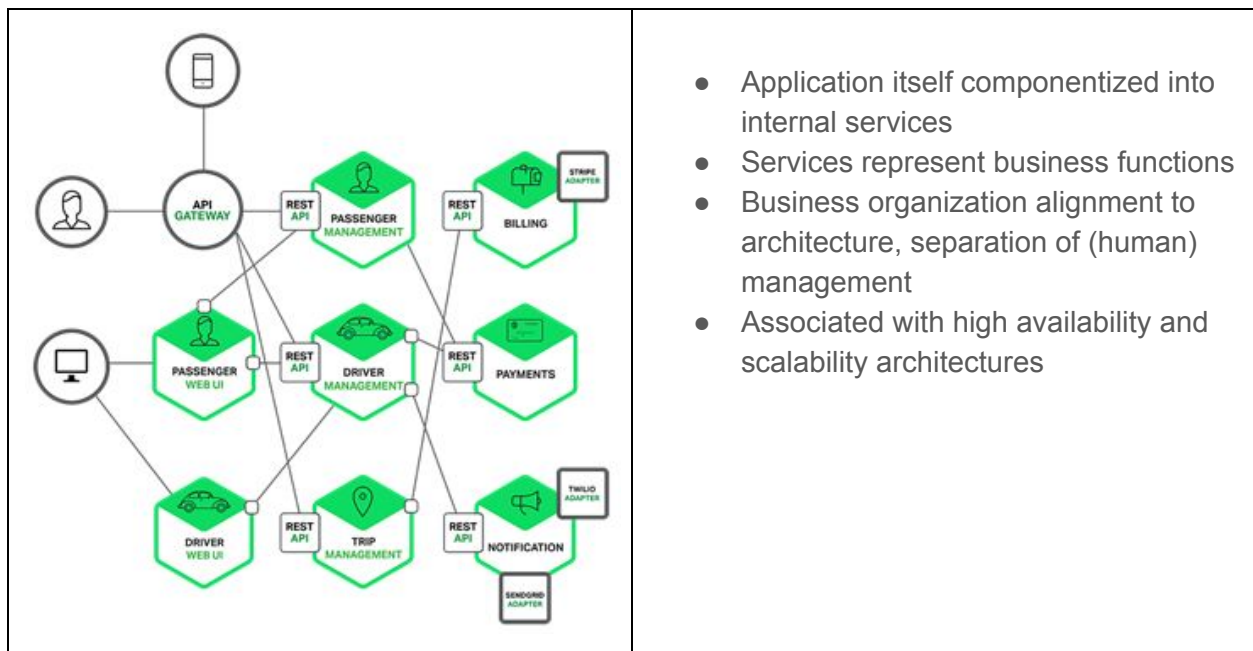 API
GATEWAY
REST
API
PASSENGER
MANAGEMENT
REST
API
BILLING
STRIPE
ADAPTER
PASSENGER
WEB UI
REST
API
DRIVER
MANAGEMENT
REST
API
PAYMENTS
DRIVER
WEB UI
REST
API
TRIP
MANAGEMENT
REST
API
NOTIFICATION
TWILIO
ADAPTER
SENDGRID
ADAPTER
● Application itself componentized into
internal services
● Services represent business functions
● Business organization alignment to
architecture, separation of (human)
management
● Associated with high availability and
scalability architectures